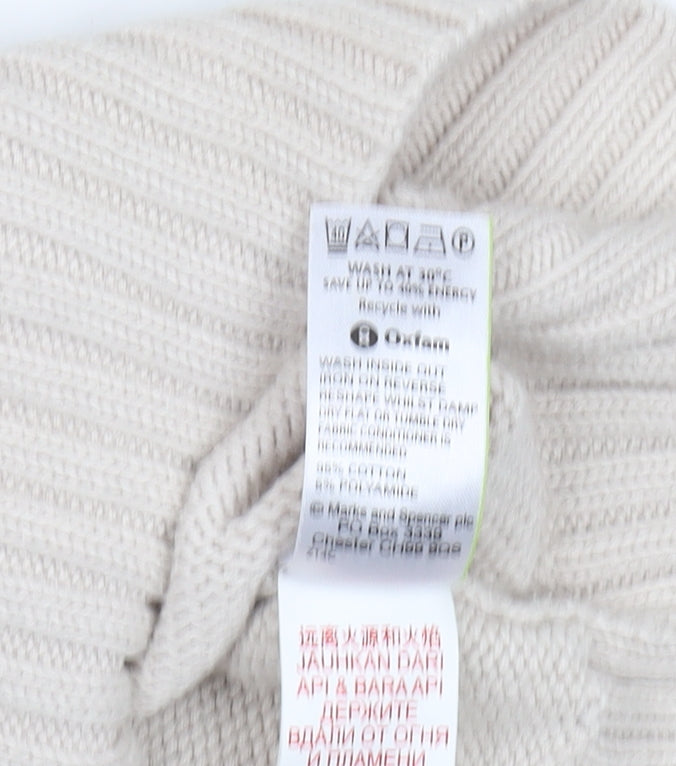 40
P
WASH AT 30°C
SAVE UP TO 40% ENERGY
Recycle with
Oxfam
WASH INSIDE OUT
IRON ON REVERSE
RESHAPE WHILST DAMP
DRY FLAT OR TUMBLE DRY
FABRIC CONDITIONER IS
RECOMMENDED
COTTON
POLYAMIDE
© Marks and Spencer plc
PO Box 3339
Chester CH99 9QS
远离火源和火焰
JAUHKAN DARI
API & BARA API
ДЕРЖИТЕ
ВДАЛИ ОТ ОГНЯ
И ПЛАМЕНИ